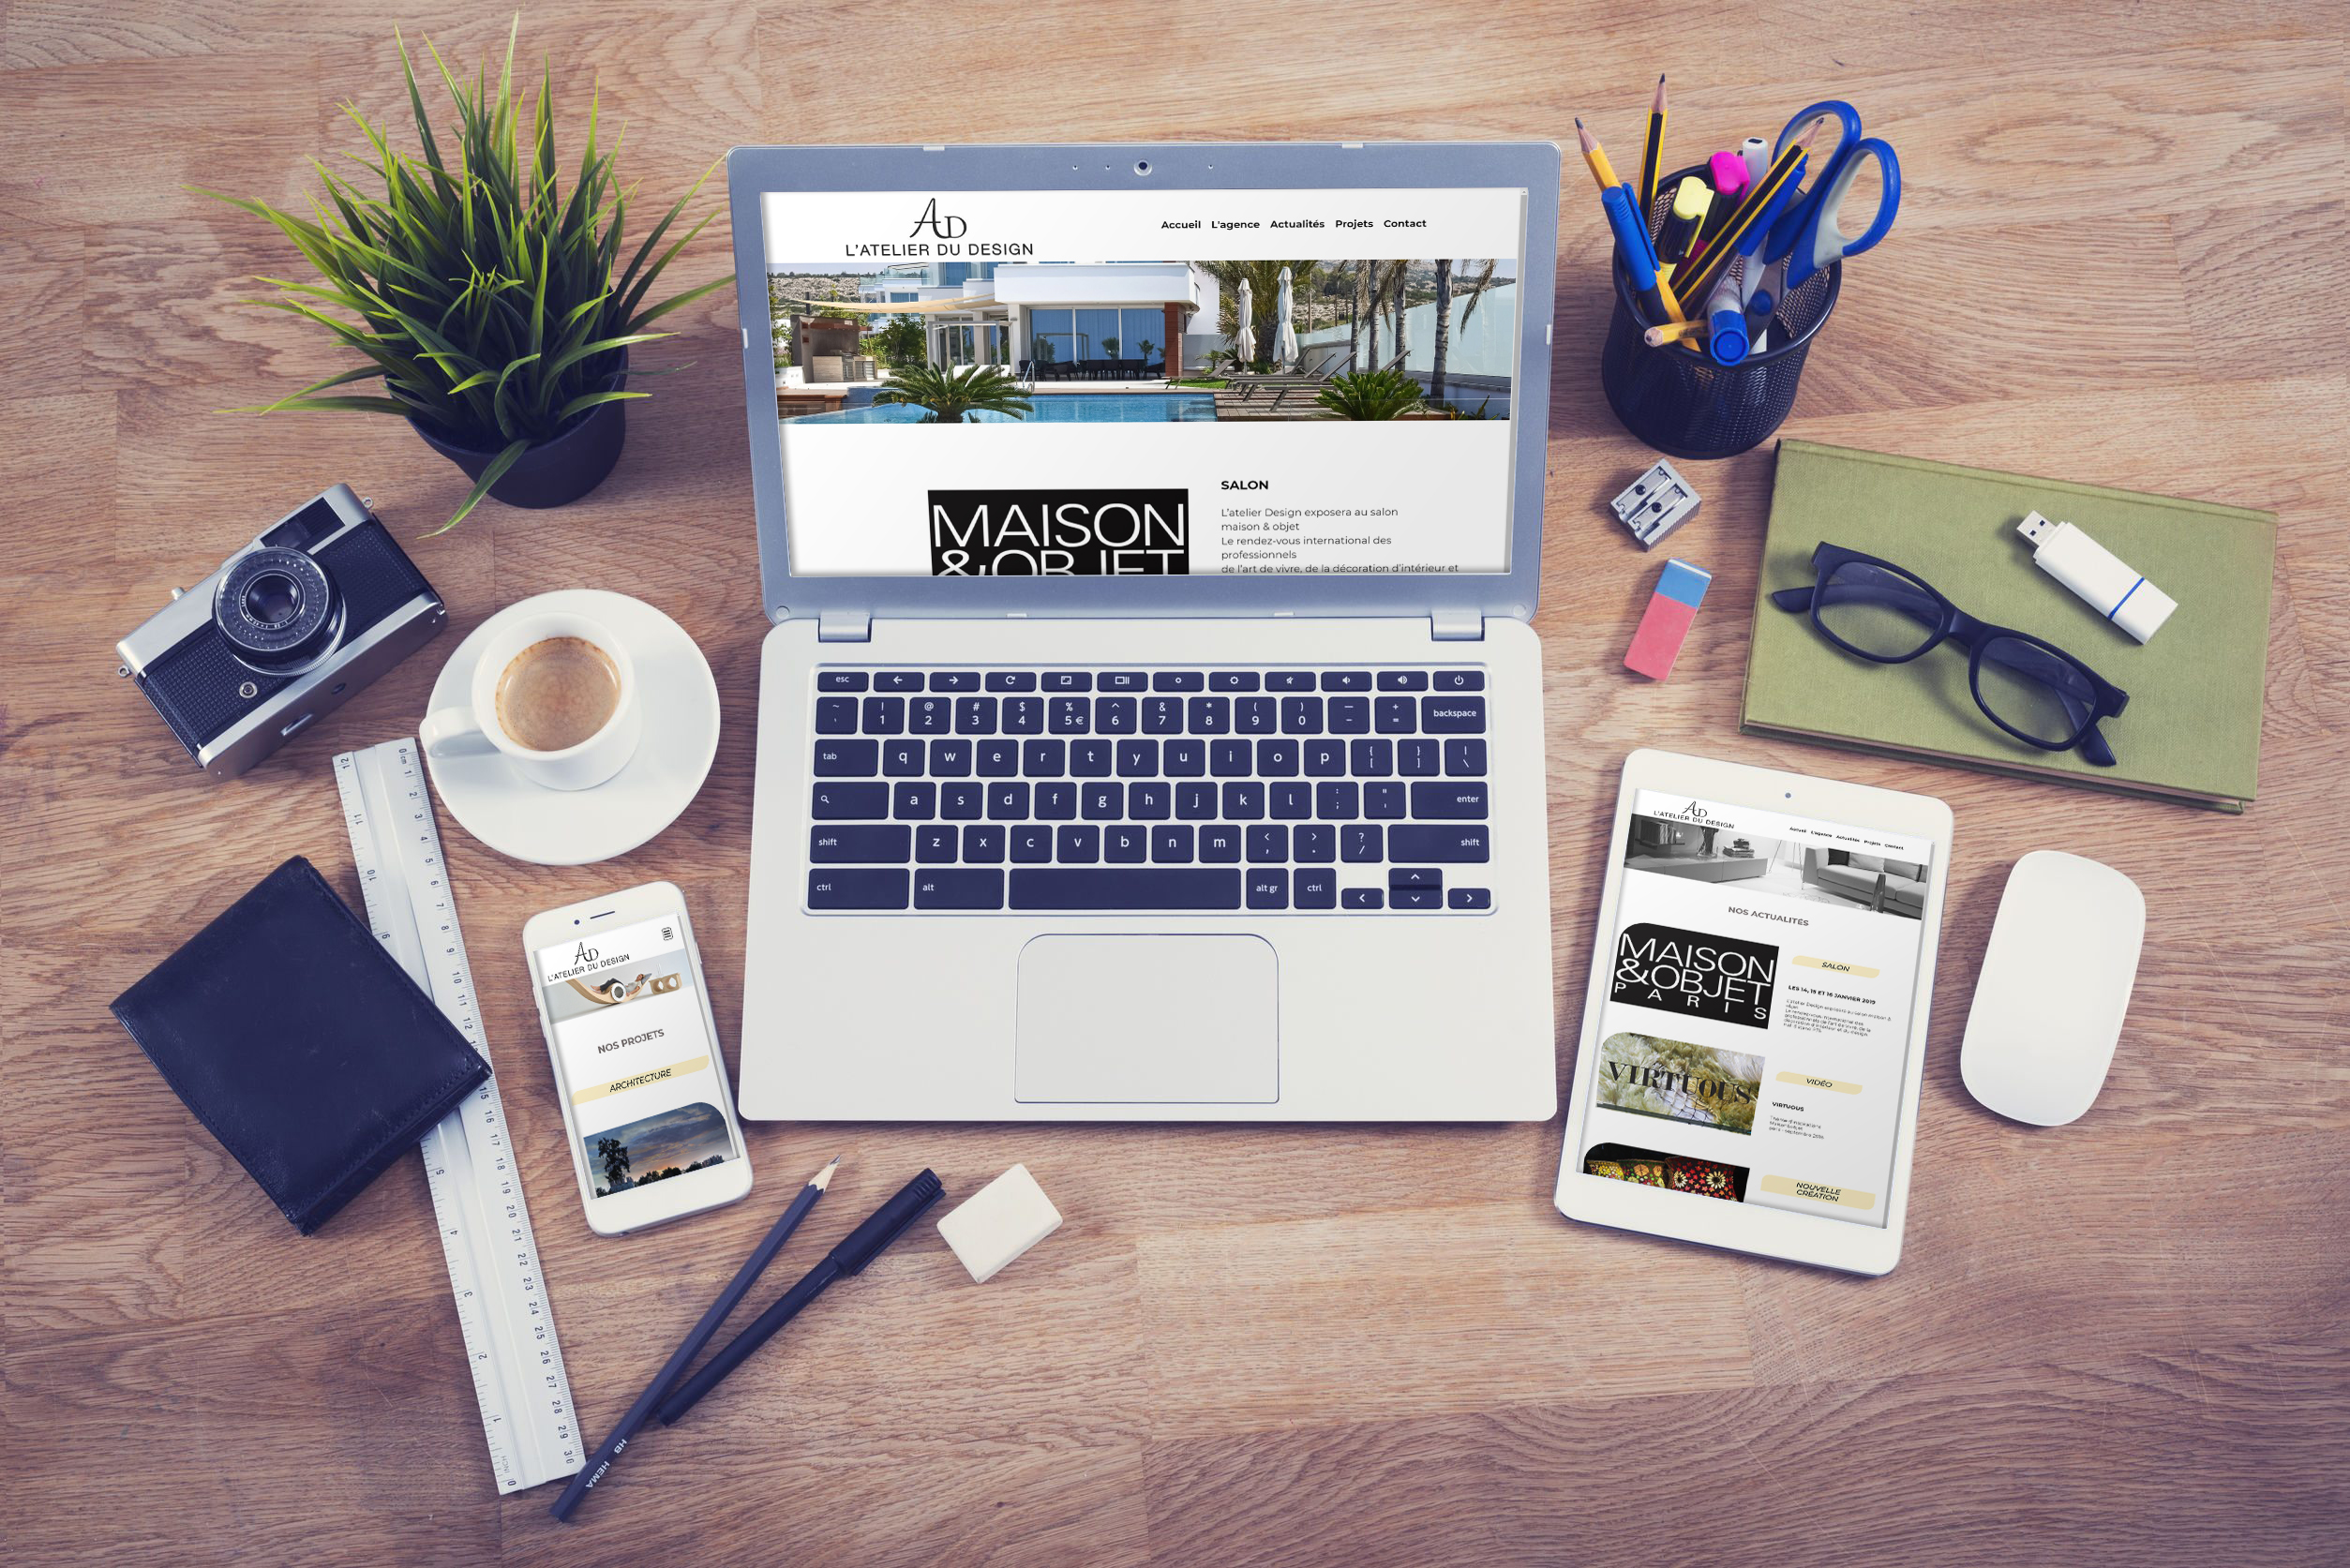 AD
L'ATELIER DU DESIGN
Accueil L'agence Actualités Projets Contact
MAISON
&OBJET
SALON
L'atelier Design exposera au salon
maison & objet
Le rendez-vous international des
professionnels
de l'art de vivre, de la décoration d'intérieur et
esc
~ ! @ # $ % ^ & * ( ) — +
` 1 2 3 4 5 € 6 7 8 9 0 - = backspace
tab q w e r t y u i o p { [ } ] | \
a s d f g h j k l : ; " ' enter
shift z x c v b n m < , > . ? / shift
ctrl alt alt gr ctrl
AD
L'ATELIER DU DESIGN
NOS PROJETS
ARCHITECTURE
AD
L'ATELIER DU DESIGN
Accueil L'agence Actualités Projets Contact
NOS ACTUALITÉS
MAISON
&OBJET
PARIS
SALON
LES 14, 15 ET 16 JANVIER 2019
VIRTUOUS
VIDÉO
VIRTUOUS
NOUVELLE
CRÉATION
HEMA HB